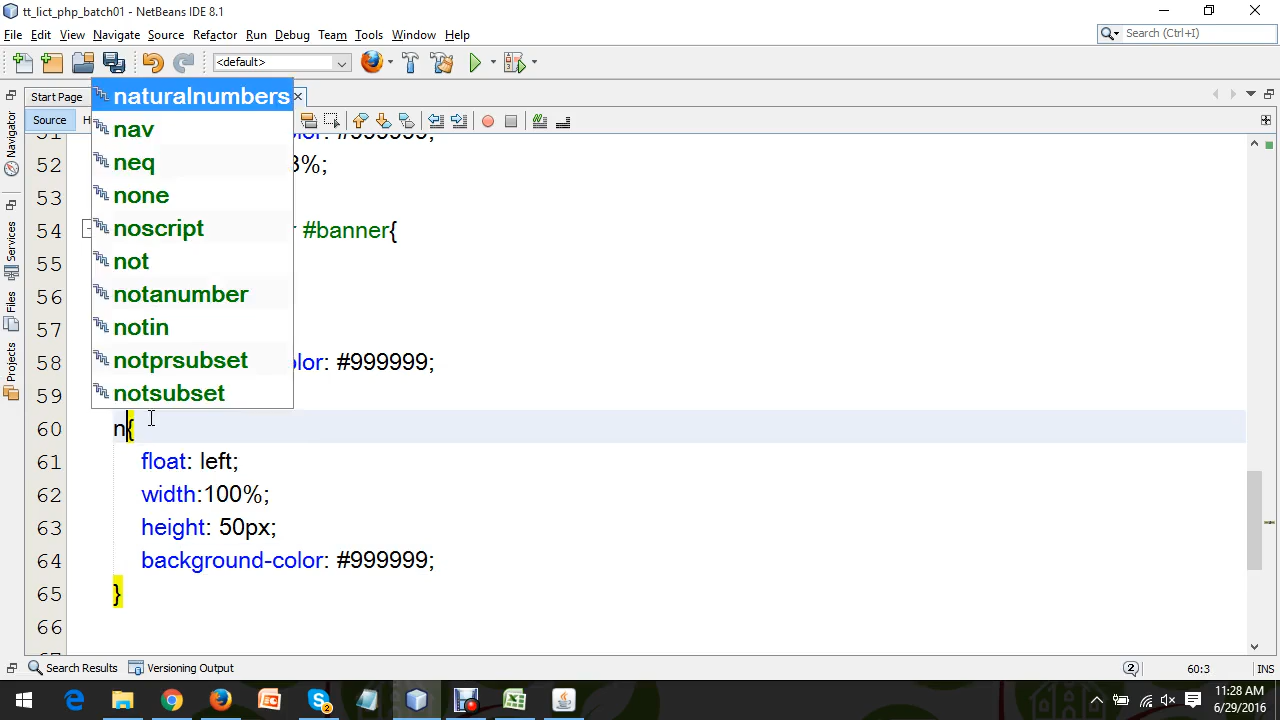 tt_lict_php_batch01 - NetBeans IDE 8.1
File Edit View Navigate Source Refactor Run Debug Team Tools Window Help
Search (Ctrl+I)
<default>
Start Page
Source
Navigator
Services
Files
Projects
naturalnumbers
nav
neq
none
noscript
not
notanumber
notin
notprsubset
notsubset
51
52 3%;
53
54 #banner{
55
56
57
58 lor: #999999;
59
60 n{
61 float: left;
62 width:100%;
63 height: 50px;
64 background-color: #999999;
65 }
66
Search Results Versioning Output
2
60:3
INS
2
11:28 AM
6/29/2016